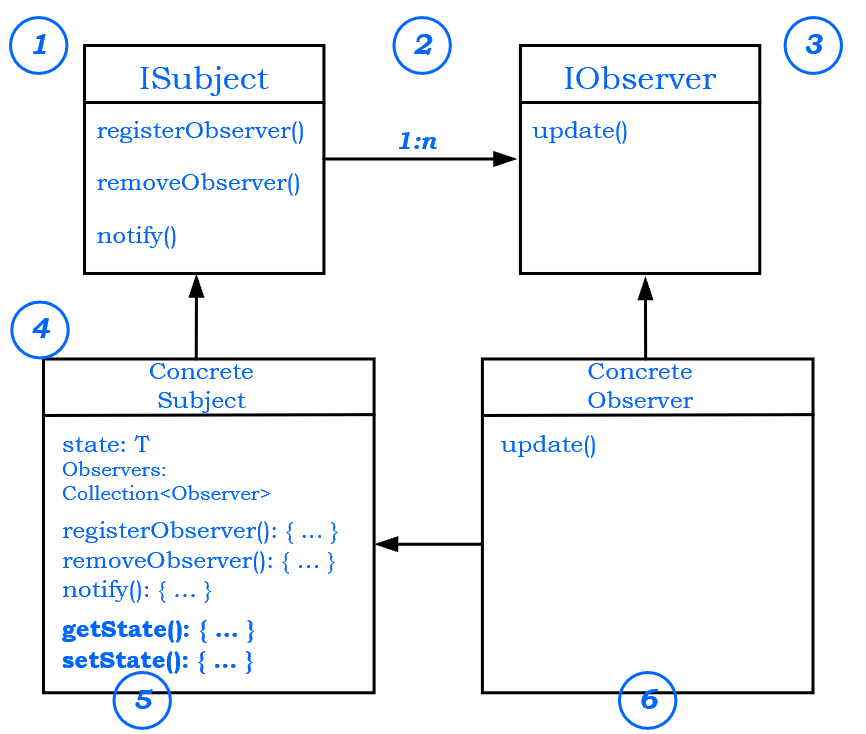 1
2
3
ISubject
registerObserver()
removeObserver()
notify()
1:n
IObserver
update()
4
Concrete
Subject
state: T
Observers:
Collection<Observer>
registerObserver(): { ... }
removeObserver(): { ... }
notify(): { ... }
getState(): { ... }
setState(): { ... }
5
Concrete
Observer
update()
6